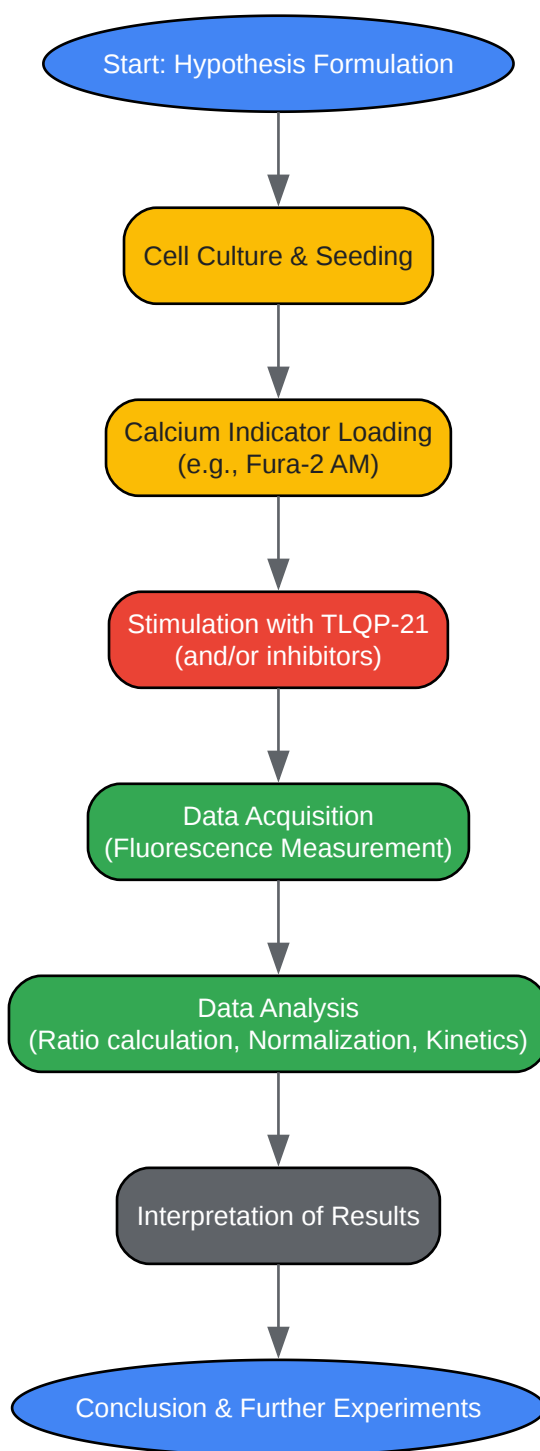 Start: Hypothesis Formulation
Cell Culture & Seeding
Calcium Indicator Loading
(e.g., Fura-2 AM)
Stimulation with TLQP-21
(and/or inhibitors)
Data Acquisition
(Fluorescence Measurement)
Data Analysis
(Ratio calculation, Normalization, Kinetics)
Interpretation of Results
Conclusion & Further Experiments